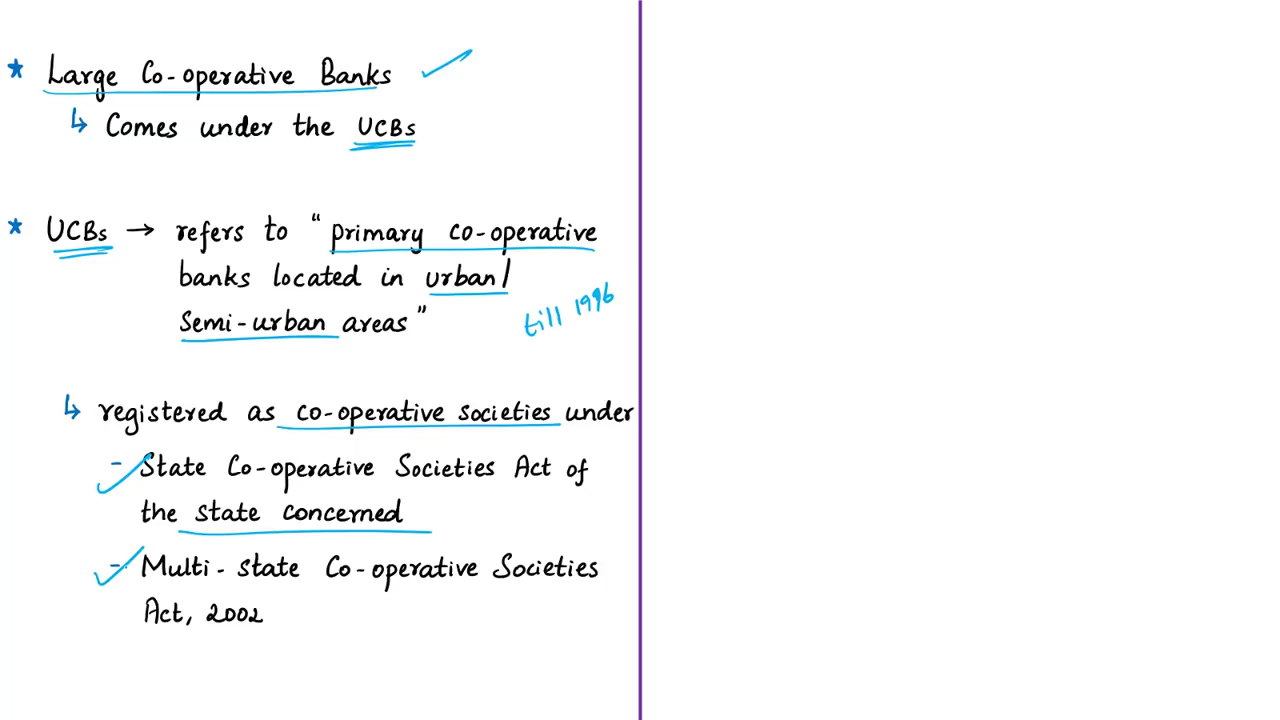 * Large Co-operative Banks
↳ Comes under the UCBs
* UCBs → refers to "primary co-operative
banks located in urban/
semi-urban areas"
till 1996
↳ registered as co-operative societies under
- State Co-operative Societies Act of
the state concerned
- Multi-state Co-operative Societies
Act, 2002